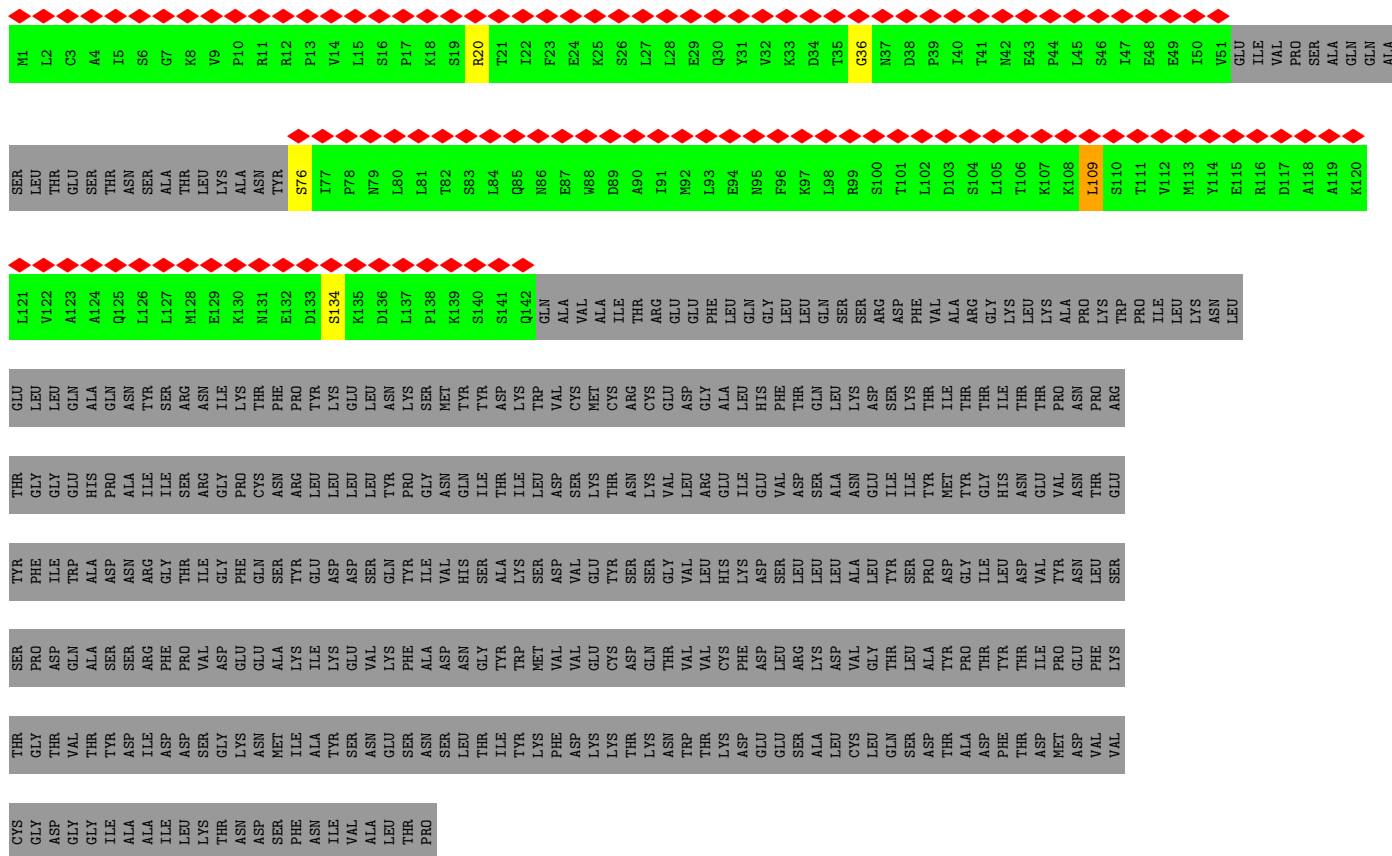 M1 L2 C3 A4 I5 S6 G7 K8 V9 P10 R11 R12 P13 V14 L15 S16 P17 K18 S19 R20 T21 I22 F23 E24 K25 S26 L27 L28 E29 Q30 Y31 V32 K33 D34 T35 G36 N37 D38 P39 I40 T41 N42 E43 P44 L45 S46 I47 E48 E49 I50 V51 GLU ILE VAL PRO SER ALA GLN GLN ALA
SER LEU THR GLU SER THR ASN SER ALA THR LEU LYS ALA ASN TYR S76 I77 P78 N79 L80 L81 T82 S83 L84 Q85 N86 E87 W88 D89 A90 I91 M92 L93 E94 N95 F96 K97 L98 R99 S100 T101 L102 D103 S104 L105 T106 K107 K108 L109 S110 T111 V112 M113 Y114 E115 R116 D117 A118 A119 K120
L121 V122 A123 A124 Q125 L126 L127 M128 E129 K130 N131 E132 D133 S134 K135 D136 L137 P138 K139 S140 S141 Q142 GLN ALA VAL ALA ILE THR ARG GLU GLU PHE LEU GLN GLY LEU LEU GLN SER SER ARG ASP PHE VAL ALA ARG GLY LYS LEU LYS ALA PRO LYS TRP PRO ILE LEU LYS ASN LEU
GLU LEU LEU GLN ALA GLN ASN TYR SER ARG ASN ILE LYS THR PHE PRO TYR LYS GLU LEU ASN LYS SER MET TYR TYR ASP LYS TRP VAL CYS MET CYS ARG CYS GLU ASP GLY ALA LEU HIS PHE THR GLN LEU LYS ASP SER LYS THR ILE THR THR ILE THR THR PRO ASN PRO ARG
THR GLY GLY GLU HIS PRO ALA ILE ILE SER ARG GLY PRO CYS ASN ARG LEU LEU LEU LEU TYR PRO GLY ASN GLN ILE THR ILE LEU ASP SER LYS THR ASN LYS VAL LEU ARG GLU ILE GLU VAL ASP SER ALA ASN GLU ILE ILE TYR MET TYR GLY HIS ASN GLU VAL ASN THR GLU
TYR PHE ILE TRP ALA ASP ASN ARG GLY THR ILE GLY PHE GLN SER TYR GLU ASP ASP SER GLN TYR ILE VAL HIS SER ALA LYS SER ASP VAL GLU TYR SER SER GLY VAL LEU HIS LYS ASP SER LEU LEU LEU ALA LEU TYR SER PRO ASP GLY ILE LEU ASP VAL TYR ASN LEU SER
SER PRO ASP GLN ALA SER SER ARG PHE PRO VAL ASP GLU GLU ALA LYS ILE LYS GLU VAL LYS PHE ALA ASP ASN GLY TYR TRP MET VAL VAL GLU CYS ASP GLN THR VAL VAL CYS PHE ASP LEU ARG LYS ASP VAL GLY THR LEU ALA TYR PRO THR TYR THR ILE PRO GLU PHE LYS
THR GLY THR VAL THR TYR ASP ILE ASP ASP SER GLY LYS ASN MET ILE ALA TYR SER ASN GLU SER ASN SER LEU THR ILE TYR LYS PHE ASP LYS LYS THR LYS ASN TRP THR LYS ASP GLU GLU SER ALA LEU CYS LEU GLN SER ASP THR ALA ASP PHE THR ASP MET ASP VAL VAL
CYS GLY ASP GLY GLY ILE ALA ALA ILE LEU LYS THR ASN ASP SER PHE ASN ILE VAL ALA LEU THR PRO